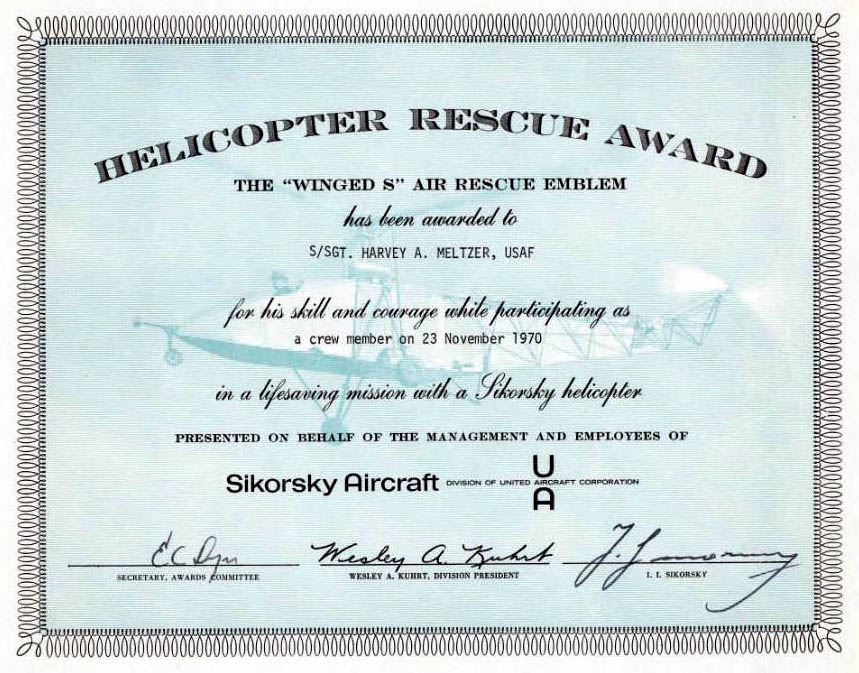 HELICOPTER RESCUE AWARD
THE "WINGED S" AIR RESCUE EMBLEM
has been awarded to
S/SGT. HARVEY A. MELTZER, USAF
for his skill and courage while participating as
a crew member on 23 November 1970
in a lifesaving mission with a Sikorsky helicopter
PRESENTED ON BEHALF OF THE MANAGEMENT AND EMPLOYEES OF
Sikorsky Aircraft DIVISION OF UNITED AIRCRAFT CORPORATION
U
A
Wesley A. Kuhrt
SECRETARY, AWARDS COMMITTEE
WESLEY A. KUHRT, DIVISION PRESIDENT
I. I. SIKORSKY